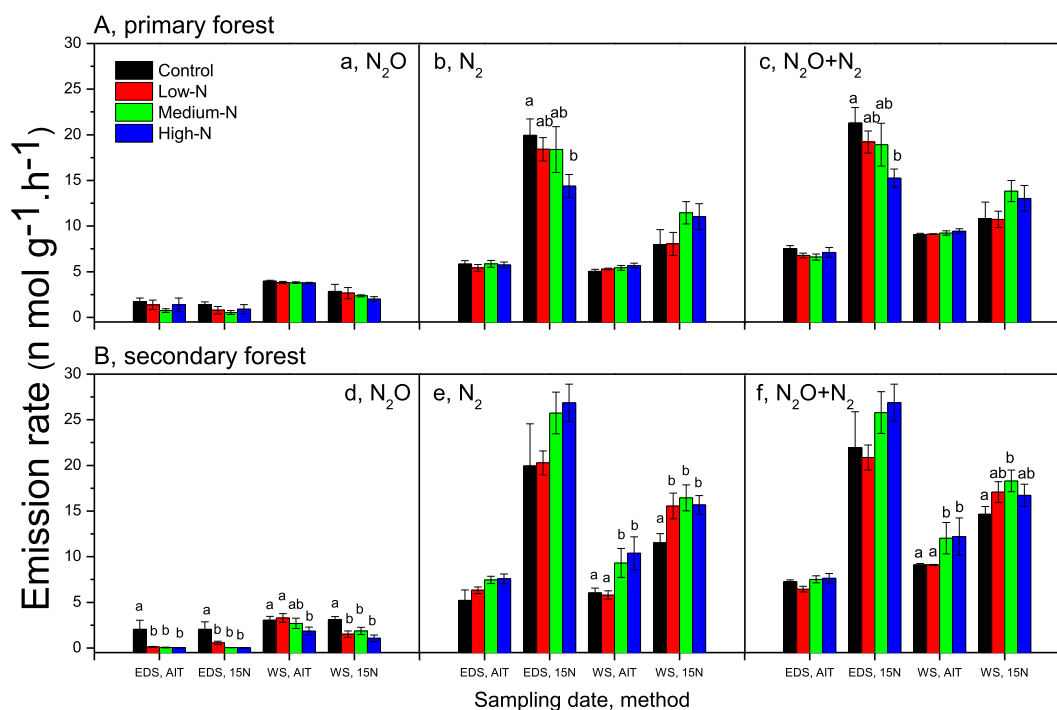 A, primary forest
Control
Low-N
Medium-N
High-N
a, N₂O
b, N₂
c, N₂O+N₂
30
25
20
15
10
5
0
a ab ab b
a ab ab b
Emission rate (n mol g⁻¹.h⁻¹)
B, secondary forest
d, N₂O
e, N₂
f, N₂O+N₂
30
25
20
15
10
5
0
a b b b
a b b b
a a ab b
a b b b
a a b b
a b b b
a a b b
a ab b ab
EDS, AIT EDS, 15N WS, AIT WS, 15N
EDS, AIT EDS, 15N WS, AIT WS, 15N
EDS, AIT EDS, 15N WS, AIT WS, 15N
Sampling date, method